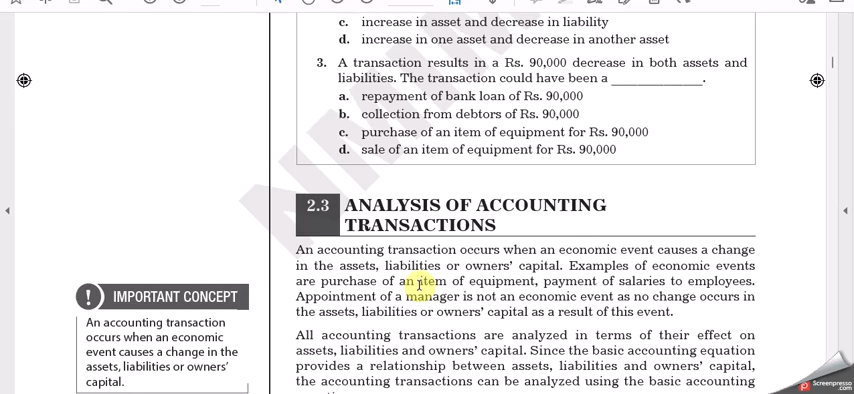 c. increase in asset and decrease in liability
d. increase in one asset and decrease in another asset
3. A transaction results in a Rs. 90,000 decrease in both assets and
liabilities. The transaction could have been a ______________.
a. repayment of bank loan of Rs. 90,000
b. collection from debtors of Rs. 90,000
c. purchase of an item of equipment for Rs. 90,000
d. sale of an item of equipment for Rs. 90,000
2.3 ANALYSIS OF ACCOUNTING
TRANSACTIONS
An accounting transaction occurs when an economic event causes a change
in the assets, liabilities or owners' capital. Examples of economic events
are purchase of an item of equipment, payment of salaries to employees.
Appointment of a manager is not an economic event as no change occurs in
the assets, liabilities or owners' capital as a result of this event.
! IMPORTANT CONCEPT
An accounting transaction
occurs when an economic
event causes a change in the
assets, liabilities or owners'
capital.
All accounting transactions are analyzed in terms of their effect on
assets, liabilities and owners' capital. Since the basic accounting equation
provides a relationship between assets, liabilities and owners' capital,
the accounting transactions can be analyzed using the basic accounting
Screenpresso
.com